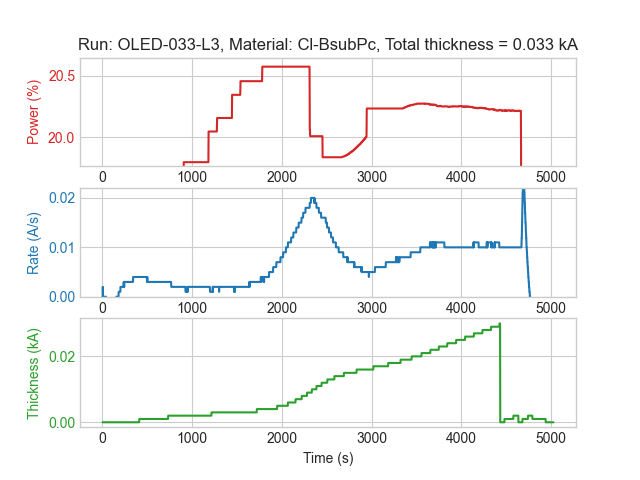 Run: OLED-033-L3, Material: Cl-BsubPc, Total thickness = 0.033 kA
Power (%)
20.5
20.0
0 1000 2000 3000 4000 5000
Rate (A/s)
0.02
0.01
0.00
0 1000 2000 3000 4000 5000
Thickness (kA)
0.02
0.00
0 1000 2000 3000 4000 5000
Time (s)